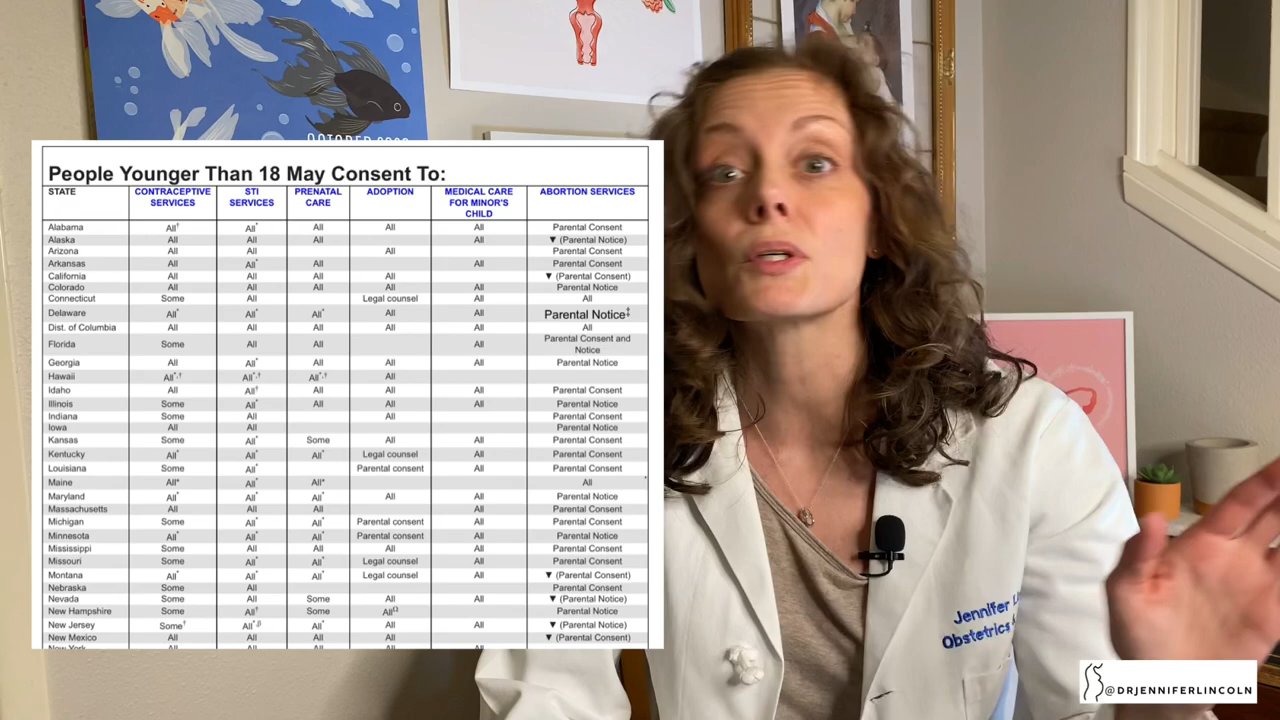 OCTOBER
People Younger Than 18 May Consent To:
STATE CONTRACEPTIVE SERVICES STI SERVICES PRENATAL CARE ADOPTION MEDICAL CARE FOR MINOR'S CHILD ABORTION SERVICES
Alabama All† All* All All All Parental Consent
Alaska All All All All ▼ (Parental Notice)
Arizona All All All Parental Consent
Arkansas All All* All All Parental Consent
California All All All All All ▼ (Parental Consent)
Colorado All All All All All Parental Notice
Connecticut Some All Legal counsel All All
Delaware All* All* All* All All Parental Notice‡
Dist. of Columbia All All All All All All
Florida Some All All All Parental Consent and Notice
Georgia All All* All All All Parental Notice
Hawaii All*,† All*,† All*,† All
Idaho All All† All All All Parental Consent
Illinois Some All* All All All Parental Notice
Indiana Some All All Parental Consent
Iowa All All Parental Notice
Kansas Some All* Some All All Parental Consent
Kentucky All* All* All* Legal counsel All Parental Consent
Louisiana Some All* Parental consent All Parental Consent
Maine All* All* All* All *
Maryland All* All* All* All All Parental Notice
Massachusetts All All All All Parental Consent
Michigan Some All* All* Parental consent All Parental Consent
Minnesota All* All* All* Parental consent All Parental Notice
Mississippi Some All All All All Parental Consent
Missouri Some All* All* Legal counsel All Parental Consent
Montana All* All* All* Legal counsel All ▼ (Parental Consent)
Nebraska Some All Parental Consent
Nevada Some All Some All All ▼ (Parental Notice)
New Hampshire Some All† Some AllΩ Parental Notice
New Jersey Some† All*,β All* All All ▼ (Parental Notice)
New Mexico All All All All ▼ (Parental Consent)
New York All All All All
Jennifer
Obstetrics
@DRJENNIFERLINCOLN